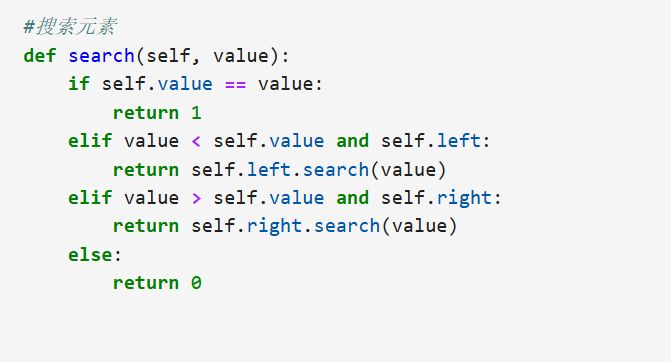 #搜索元素
def search(self, value):
    if self.value == value:
        return 1
    elif value < self.value and self.left:
        return self.left.search(value)
    elif value > self.value and self.right:
        return self.right.search(value)
    else:
        return 0